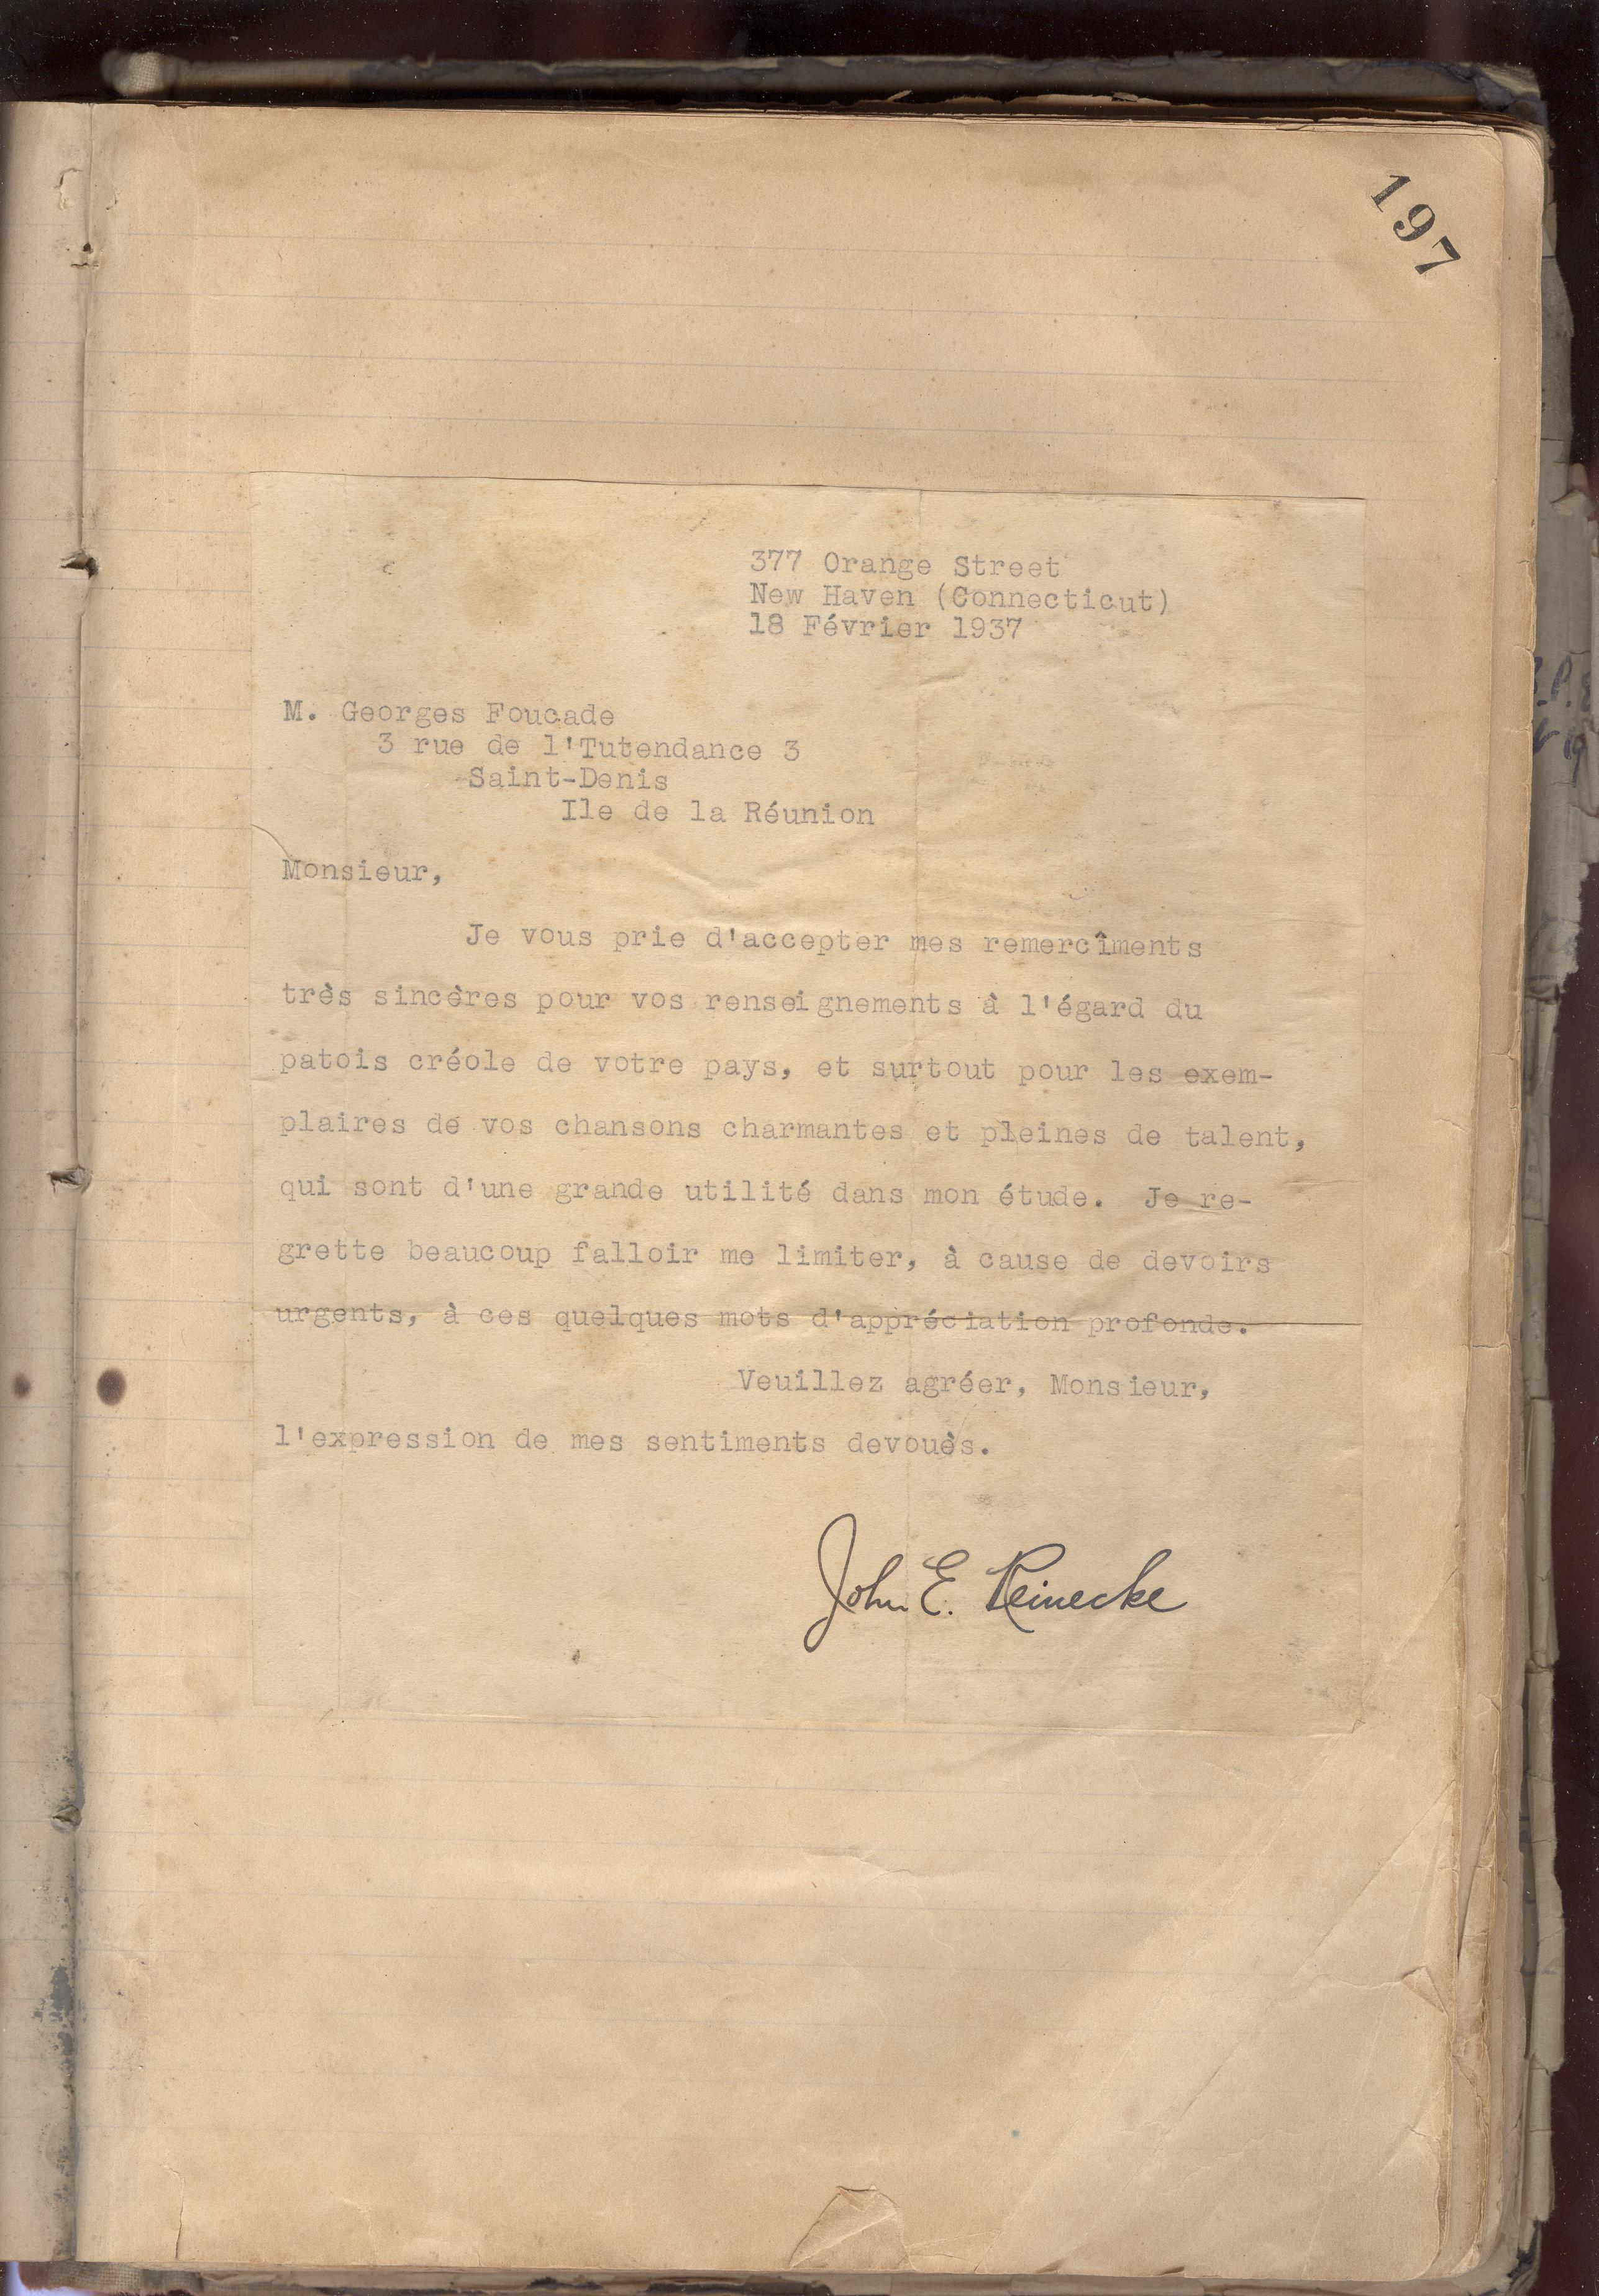 197
377 Orange Street
New Haven (Connecticut)
18 Février 1937
M. Georges Foucade
3 rue de l'Tutendance 3
Saint-Denis
Ile de la Réunion
Monsieur,
Je vous prie d'accepter mes remercîments
très sincères pour vos renseignements à l'égard du
patois créole de votre pays, et surtout pour les exem-
plaires de vos chansons charmantes et pleines de talent,
qui sont d'une grande utilité dans mon étude. Je re-
grette beaucoup falloir me limiter, à cause de devoirs
urgents, à ces quelques mots d'appréciation profonde.
Veuillez agréer, Monsieur,
l'expression de mes sentiments devouès.
John E. Reinecke